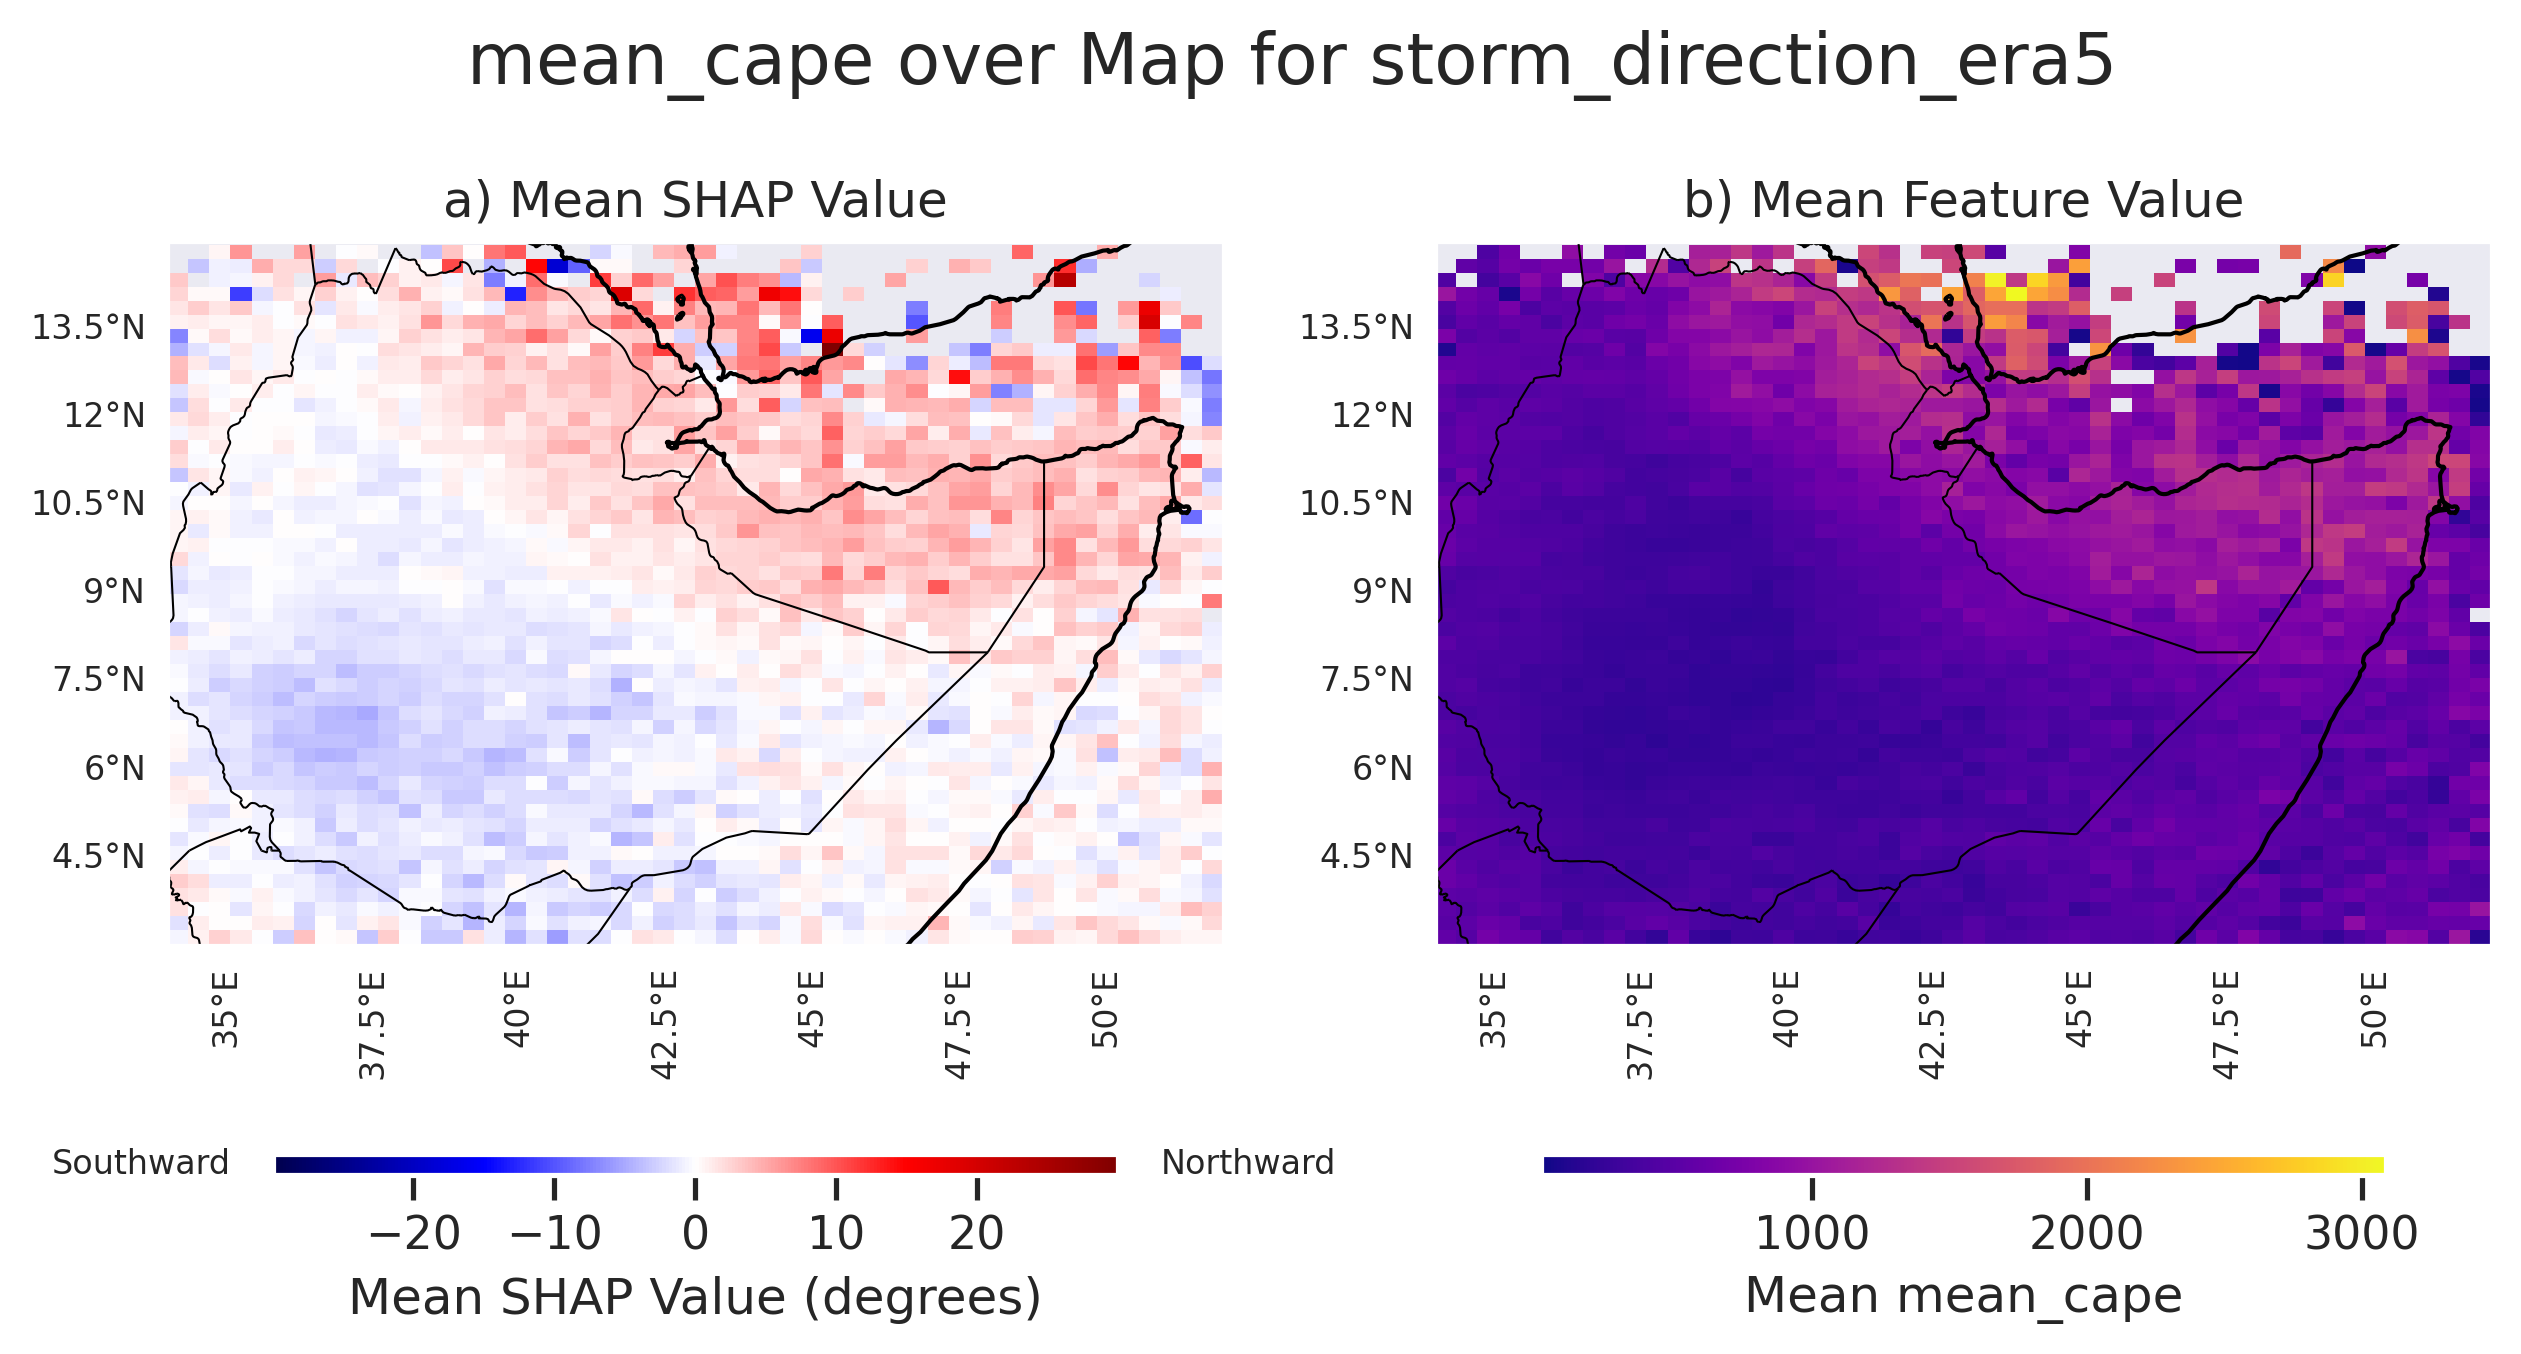 mean_cape over Map for storm_direction_era5
a) Mean SHAP Value
13.5°N
12°N
10.5°N
9°N
7.5°N
6°N
4.5°N
35°E
37.5°E
40°E
42.5°E
45°E
47.5°E
50°E
Southward
Northward
−20
−10
0
10
20
Mean SHAP Value (degrees)
b) Mean Feature Value
13.5°N
12°N
10.5°N
9°N
7.5°N
6°N
4.5°N
35°E
37.5°E
40°E
42.5°E
45°E
47.5°E
50°E
1000
2000
3000
Mean mean_cape